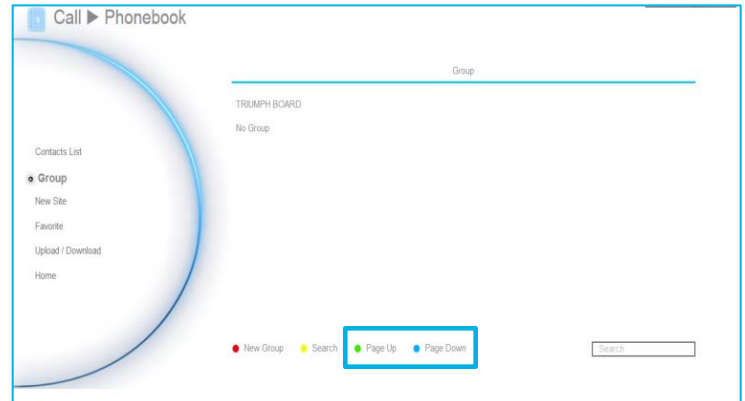 Call ▶ Phonebook
Group
TRIUMPH BOARD
No Group
Contacts List
Group
New Site
Favorite
Upload / Download
Home
New Group Search Page Up Page Down Search